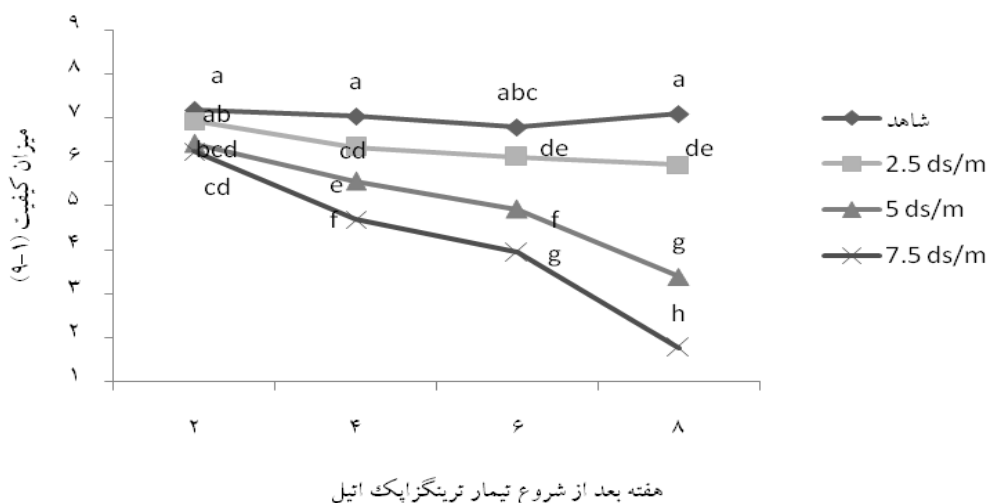 میزان کیفیت (۱-۹)
۹
۸
۷
۶
۵
۴
۳
۲
۱
a
a
abc
a
ab
cd
de
de
bcd
e
f
g
cd
f
g
h
۲
۴
۶
۸
هفته بعد از شروع تیمار ترینگزاپک اتیل
شاهد
2.5 ds/m
5 ds/m
7.5 ds/m